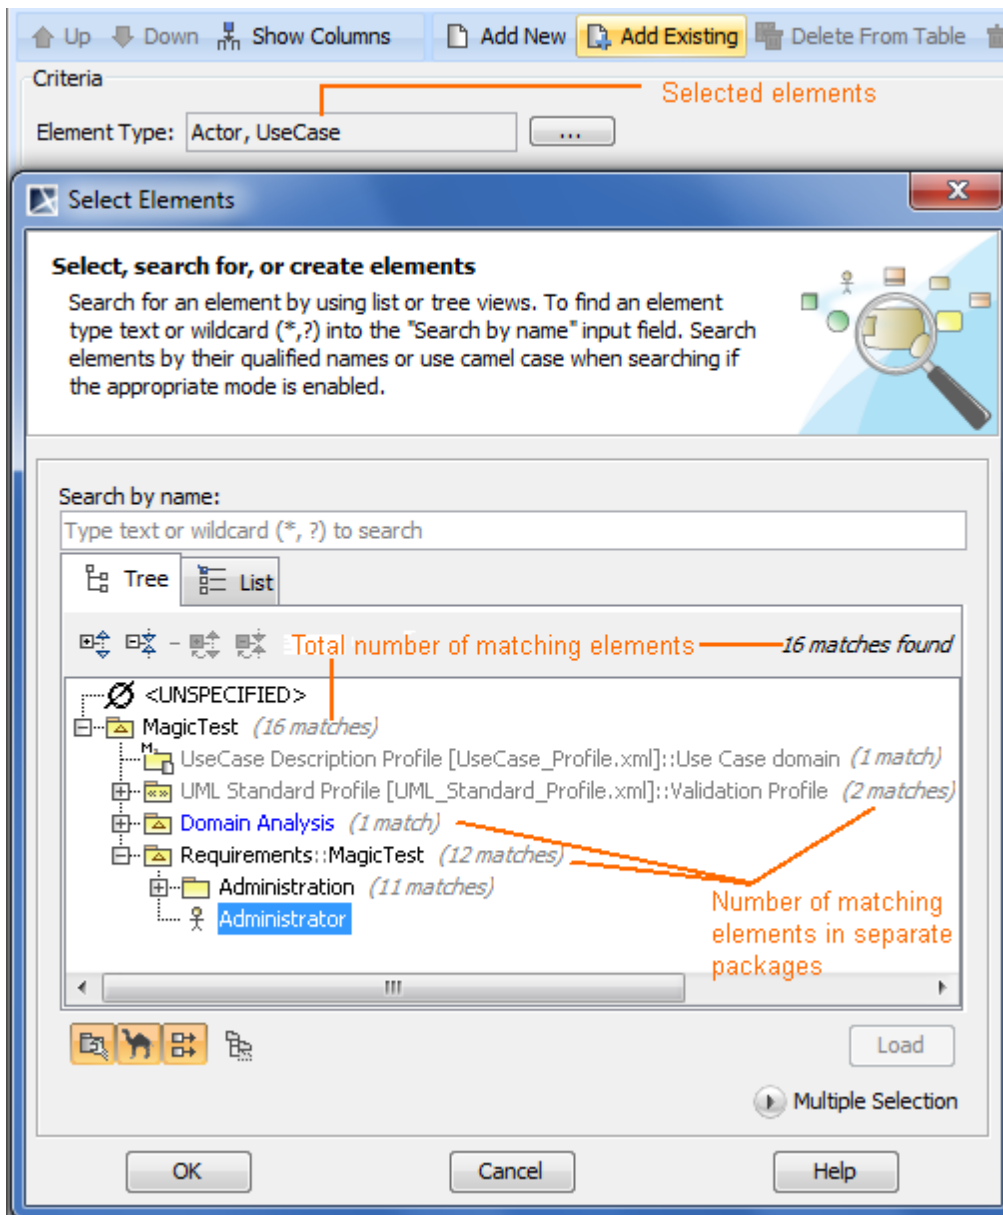 Up Down Show Columns Add New Add Existing Delete From Table
Criteria
Selected elements
Element Type: Actor, UseCase ...
Select Elements
Select, search for, or create elements
Search for an element by using list or tree views. To find an element
type text or wildcard (*,?) into the "Search by name" input field. Search
elements by their qualified names or use camel case when searching if
the appropriate mode is enabled.
Search by name:
Type text or wildcard (*, ?) to search
Tree List
Total number of matching elements 16 matches found
<UNSPECIFIED>
MagicTest (16 matches)
UseCase Description Profile [UseCase_Profile.xml]::Use Case domain (1 match)
UML Standard Profile [UML_Standard_Profile.xml]::Validation Profile (2 matches)
Domain Analysis (1 match)
Requirements::MagicTest (12 matches)
Administration (11 matches)
Administrator
Number of matching
elements in separate
packages
Load
Multiple Selection
OK Cancel Help